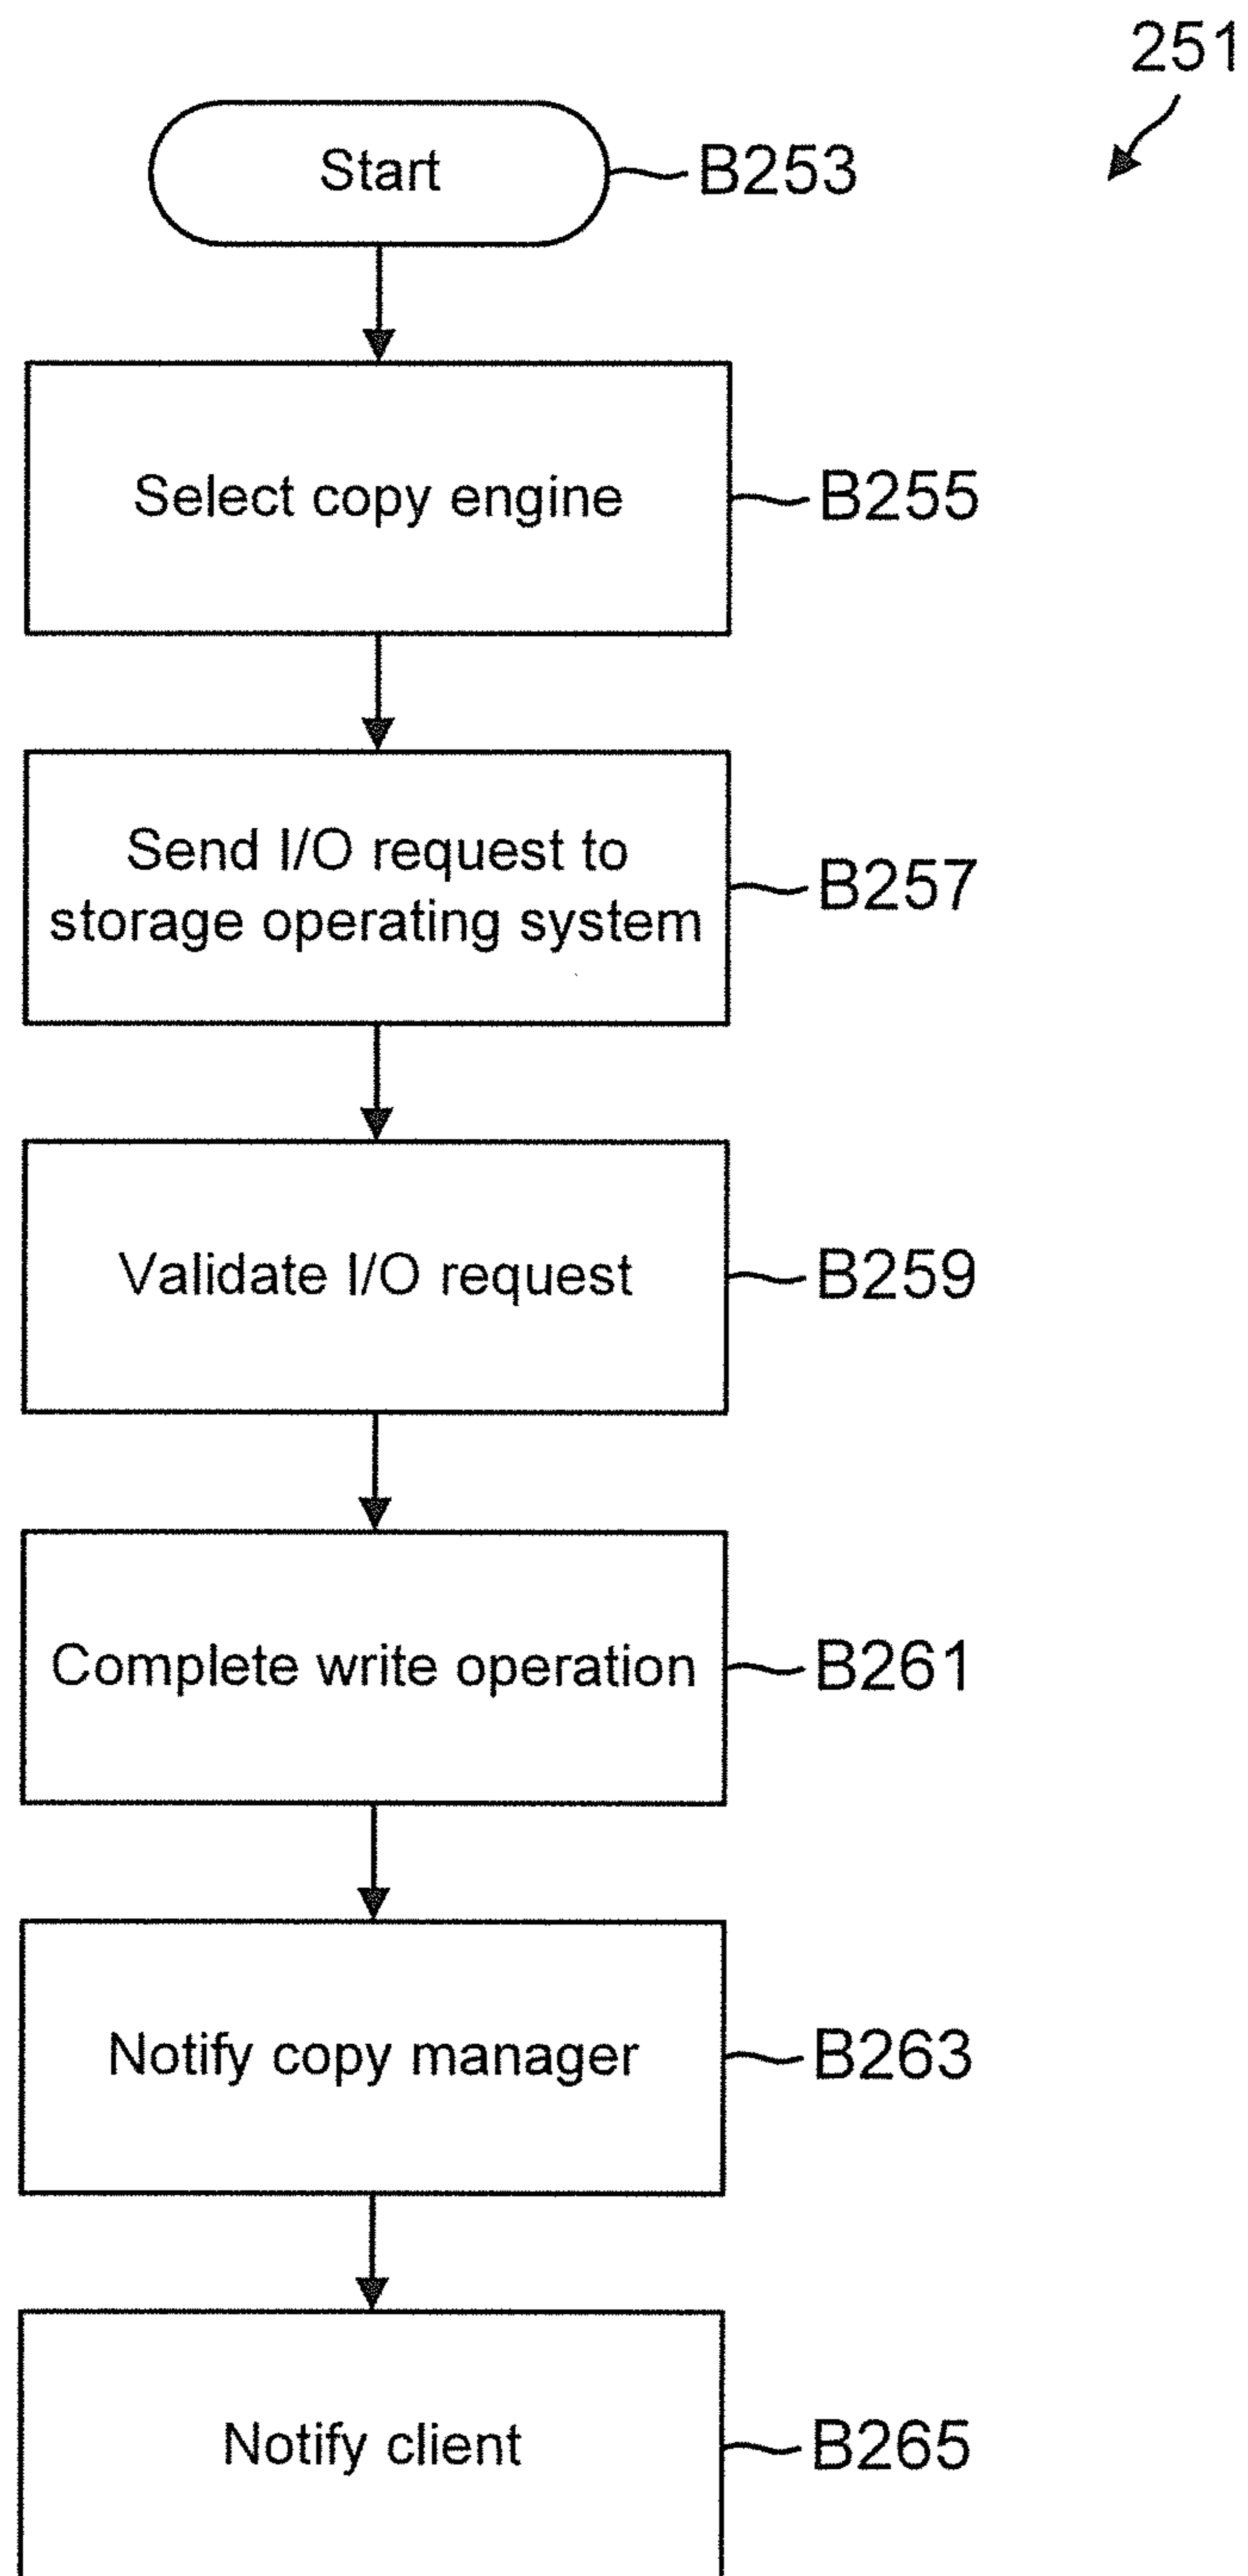 251
Start
B253
Select copy engine
B255
Send I/O request to
storage operating system
B257
Validate I/O request
B259
Complete write operation
B261
Notify copy manager
B263
Notify client
B265